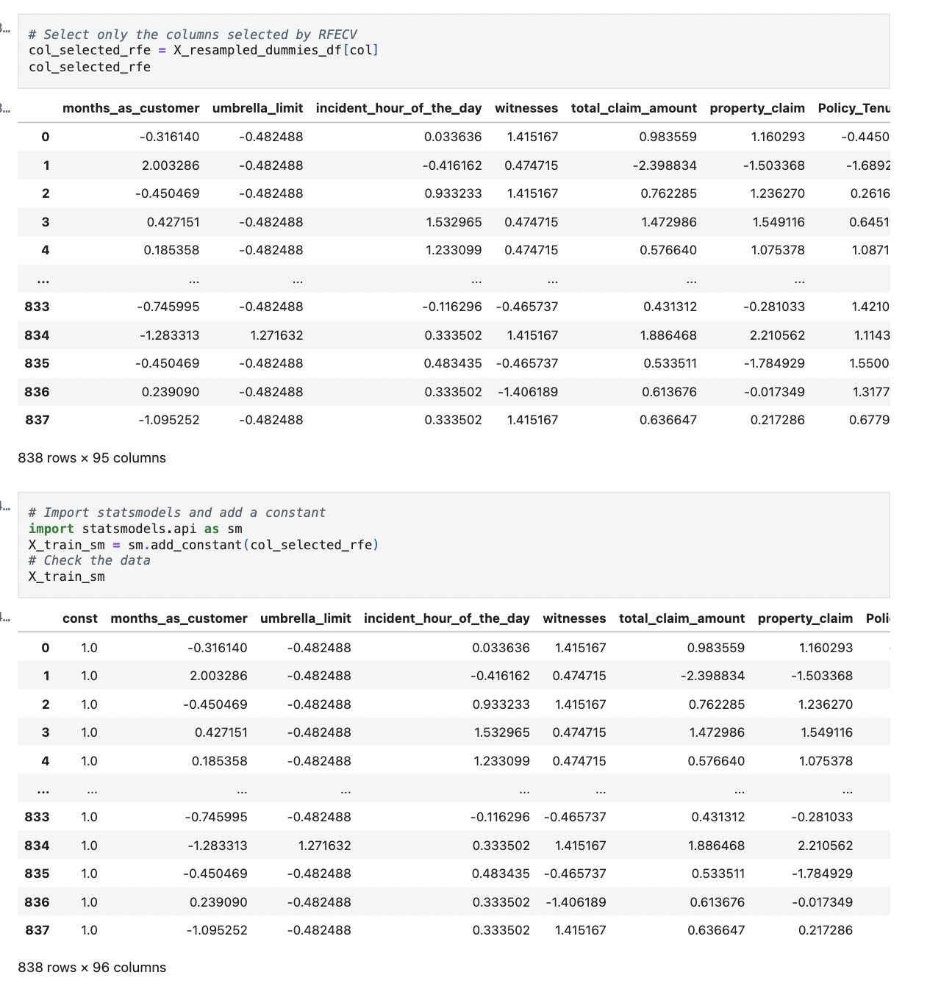 # Select only the columns selected by RFECV
col_selected_rfe = X_resampled_dummies_df[col]
col_selected_rfe
months_as_customer umbrella_limit incident_hour_of_the_day witnesses total_claim_amount property_claim Policy_Tenu
0 -0.316140 -0.482488 0.033636 1.415167 0.983559 1.160293 -0.4450
1 2.003286 -0.482488 -0.416162 0.474715 -2.398834 -1.503368 -1.6892
2 -0.450469 -0.482488 0.933233 1.415167 0.762285 1.236270 0.2616
3 0.427151 -0.482488 1.532965 0.474715 1.472986 1.549116 0.6451
4 0.185358 -0.482488 1.233099 0.474715 0.576640 1.075378 1.0871
... ... ... ... ... ... ...
833 -0.745995 -0.482488 -0.116296 -0.465737 0.431312 -0.281033 1.4210
834 -1.283313 1.271632 0.333502 1.415167 1.886468 2.210562 1.1143
835 -0.450469 -0.482488 0.483435 -0.465737 0.533511 -1.784929 1.5500
836 0.239090 -0.482488 0.333502 -1.406189 0.613676 -0.017349 1.3177
837 -1.095252 -0.482488 0.333502 1.415167 0.636647 0.217286 0.6779
838 rows × 95 columns
# Import statsmodels and add a constant
import statsmodels.api as sm
X_train_sm = sm.add_constant(col_selected_rfe)
# Check the data
X_train_sm
const months_as_customer umbrella_limit incident_hour_of_the_day witnesses total_claim_amount property_claim Poli
0 1.0 -0.316140 -0.482488 0.033636 1.415167 0.983559 1.160293 -
1 1.0 2.003286 -0.482488 -0.416162 0.474715 -2.398834 -1.503368
2 1.0 -0.450469 -0.482488 0.933233 1.415167 0.762285 1.236270
3 1.0 0.427151 -0.482488 1.532965 0.474715 1.472986 1.549116
4 1.0 0.185358 -0.482488 1.233099 0.474715 0.576640 1.075378
... ... ... ... ... ... ... ...
833 1.0 -0.745995 -0.482488 -0.116296 -0.465737 0.431312 -0.281033
834 1.0 -1.283313 1.271632 0.333502 1.415167 1.886468 2.210562
835 1.0 -0.450469 -0.482488 0.483435 -0.465737 0.533511 -1.784929
836 1.0 0.239090 -0.482488 0.333502 -1.406189 0.613676 -0.017349
837 1.0 -1.095252 -0.482488 0.333502 1.415167 0.636647 0.217286
838 rows × 96 columns